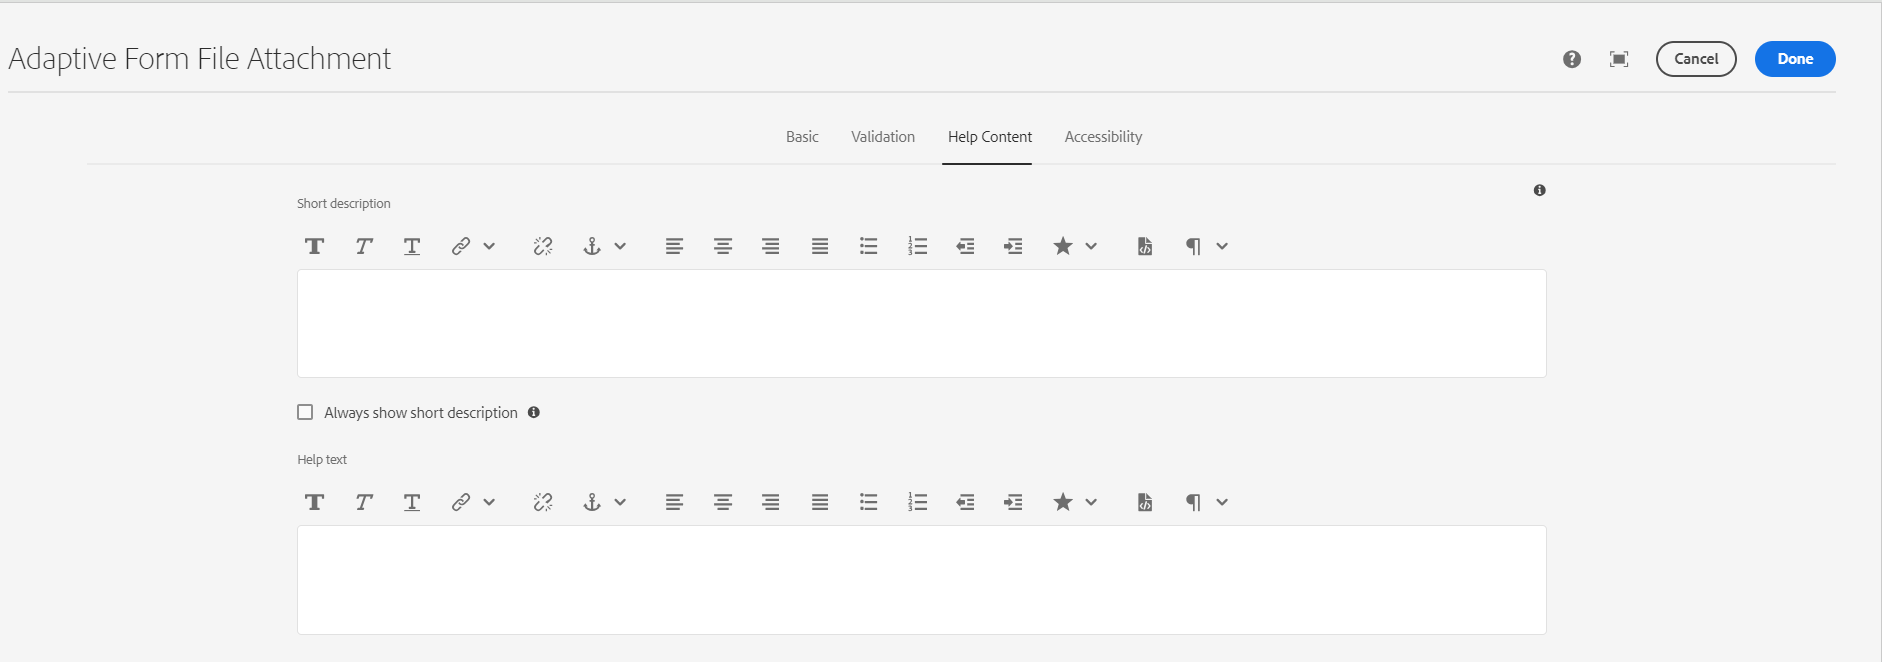 Adaptive Form File Attachment
Cancel
Done
Basic
Validation
Help Content
Accessibility
Short description
Always show short description
Help text